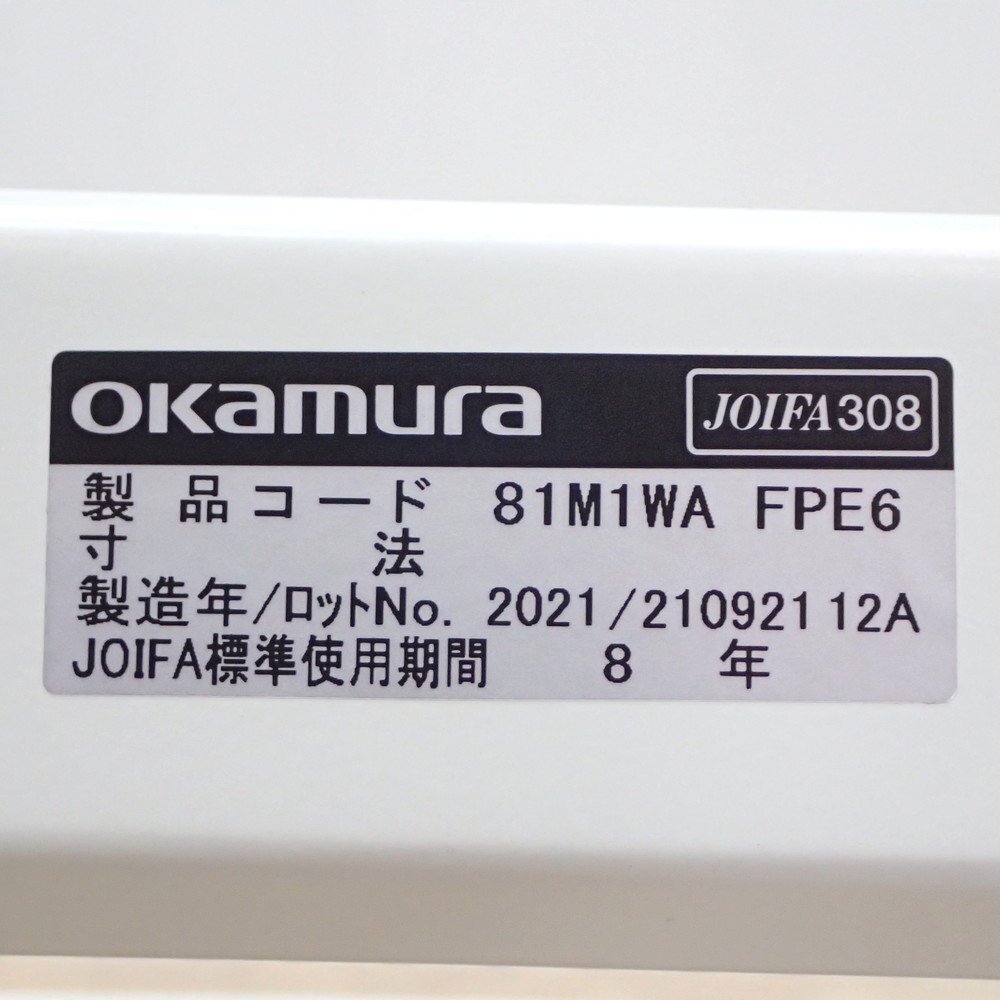 okamura JOIFA308
製品コード 81M1WA FPE6
寸法
製造年/ロットNo. 2021/21092112A
JOIFA標準使用期間 8年